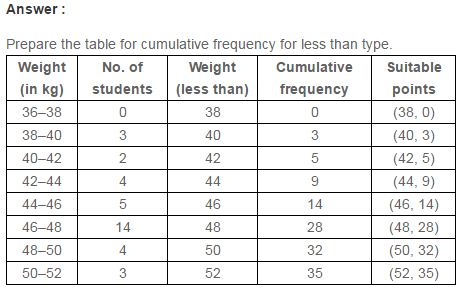 Answer :
Prepare the table for cumulative frequency for less than type.
Weight (in kg) No. of students Weight (less than) Cumulative frequency Suitable points
36–38 0 38 0 (38, 0)
38–40 3 40 3 (40, 3)
40–42 2 42 5 (42, 5)
42–44 4 44 9 (44, 9)
44–46 5 46 14 (46, 14)
46–48 14 48 28 (48, 28)
48–50 4 50 32 (50, 32)
50–52 3 52 35 (52, 35)